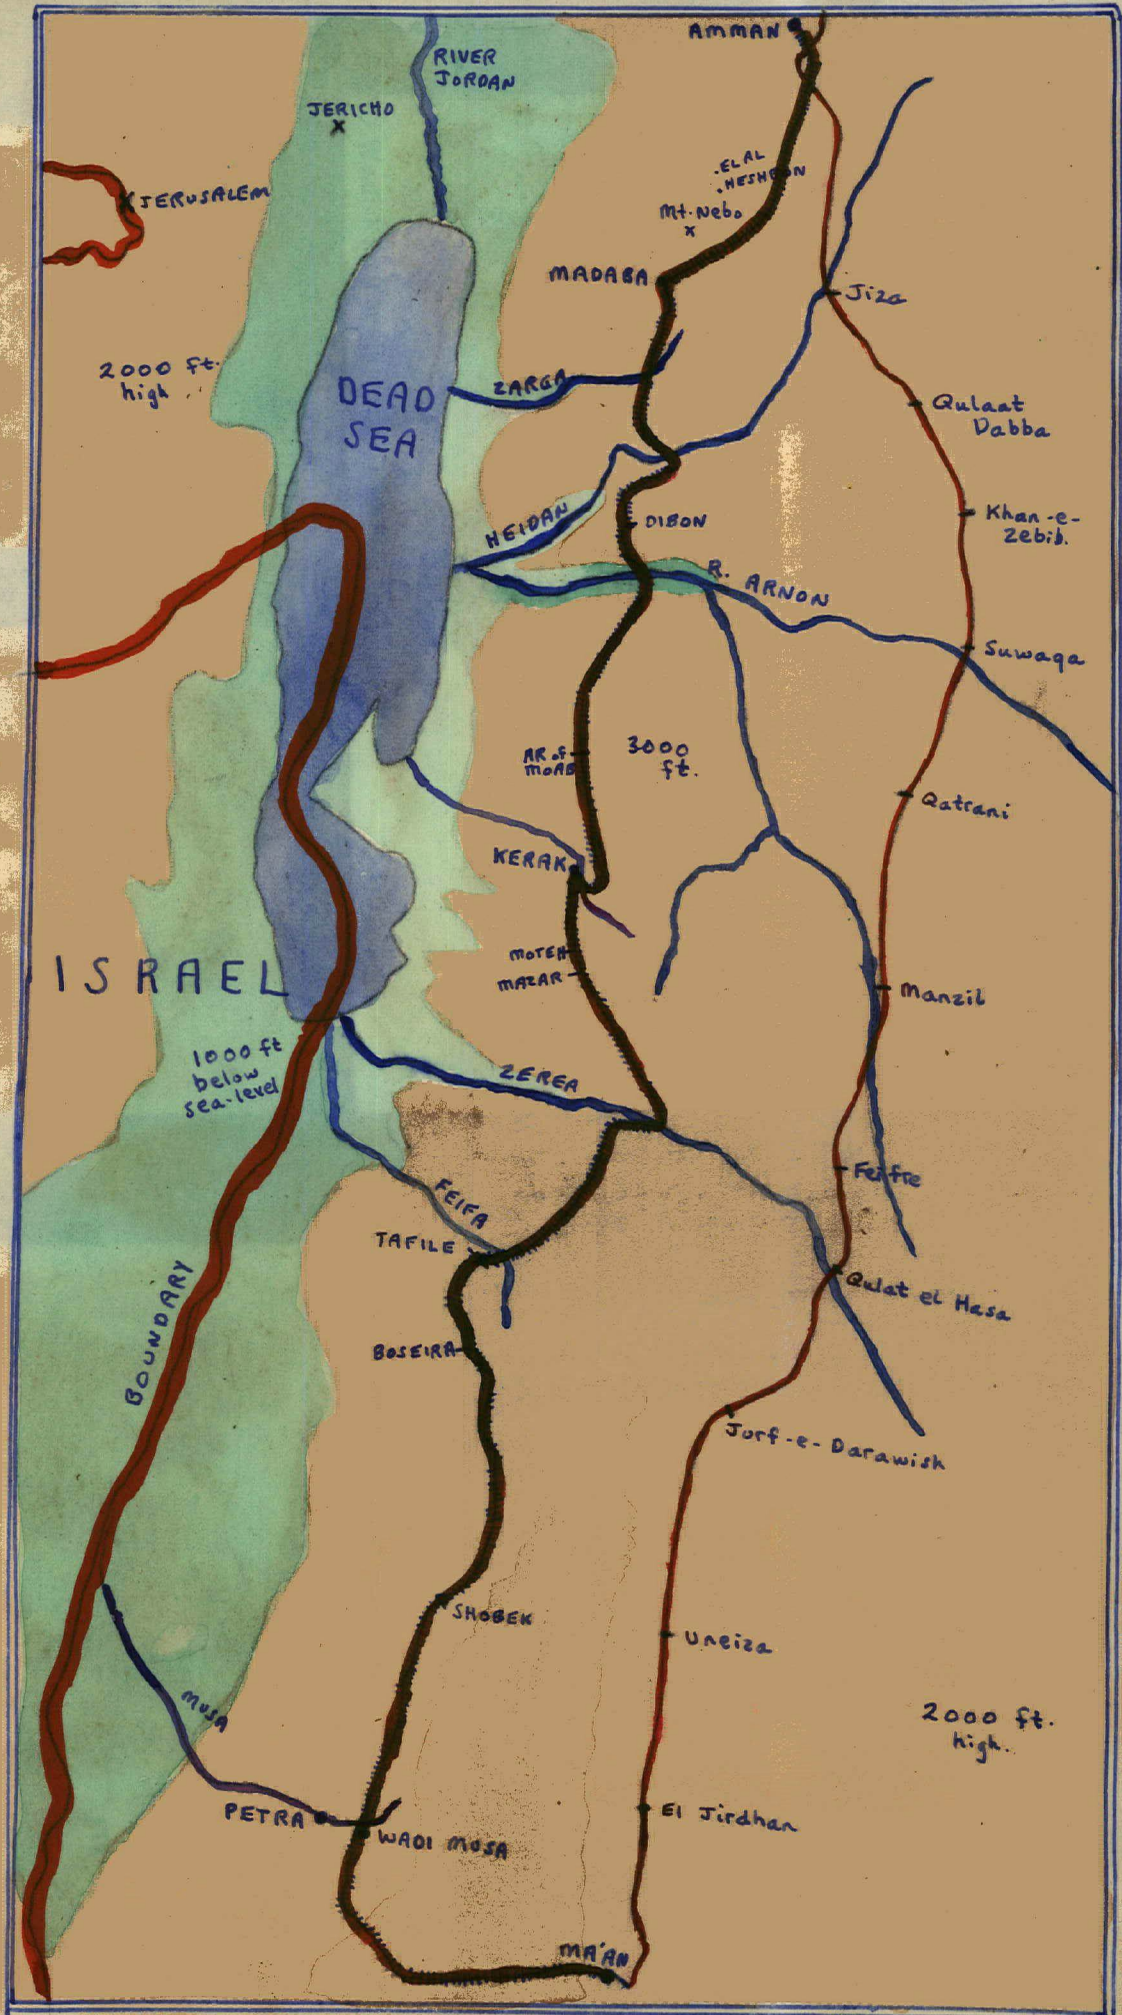 AMMAN
RIVER
JORDAN
JERICHO
EL AL
HESHBON
JERUSALEM
Mt. Nebo
MADABA
Jiza
2000 ft.
high
ZARGA
DEAD
SEA
Qulaat
Dabba
HEIDAN
DIBON
Khan-e-
Zebib.
R. ARNON
Suwaqa
AR of
MOAB
3000
ft.
Qatrani
KERAK
MOTEH
MAZAR
ISRAEL
Manzil
1000 ft
below
sea-level
ZEREA
FEIFA
Feifre
TAFILE
Qulat el Hasa
BOUNDARY
BOSEIRA
Jurf-e-Darawish
SHOBEK
Uneiza
MUSA
2000 ft.
high.
PETRA
WADI MUSA
El Jirdhan
MA'AN